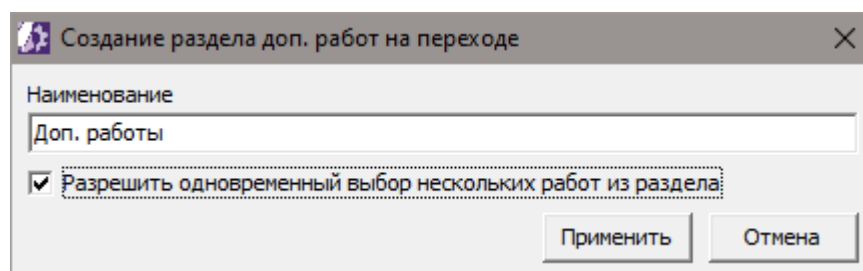 Создание раздела доп. работ на переходе
Наименование
Доп. работы
Разрешить одновременный выбор нескольких работ из раздела
Применить Отмена